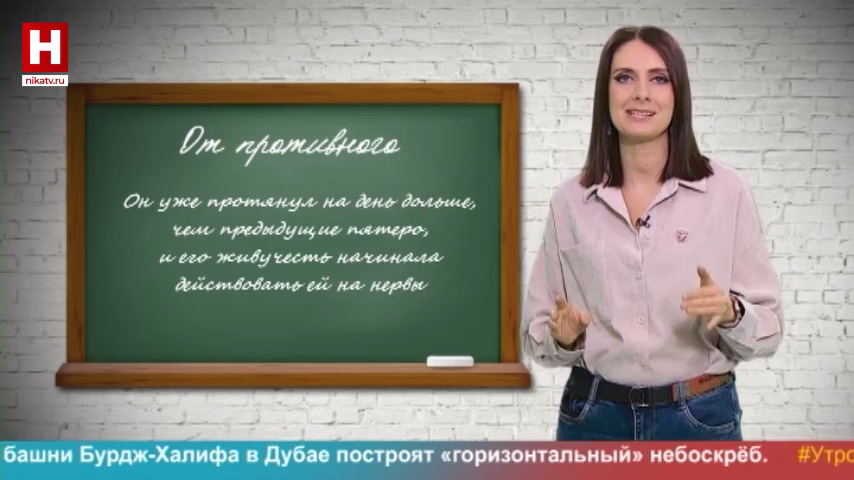 Н
nikatv.ru
От противного
Он уже протянул на день дольше,
чем предыдущие пятеро,
и его живучесть начинала
действовать ей на нервы
башни Бурдж-Халифа в Дубае построят «горизонтальный» небоскрёб. #Утро